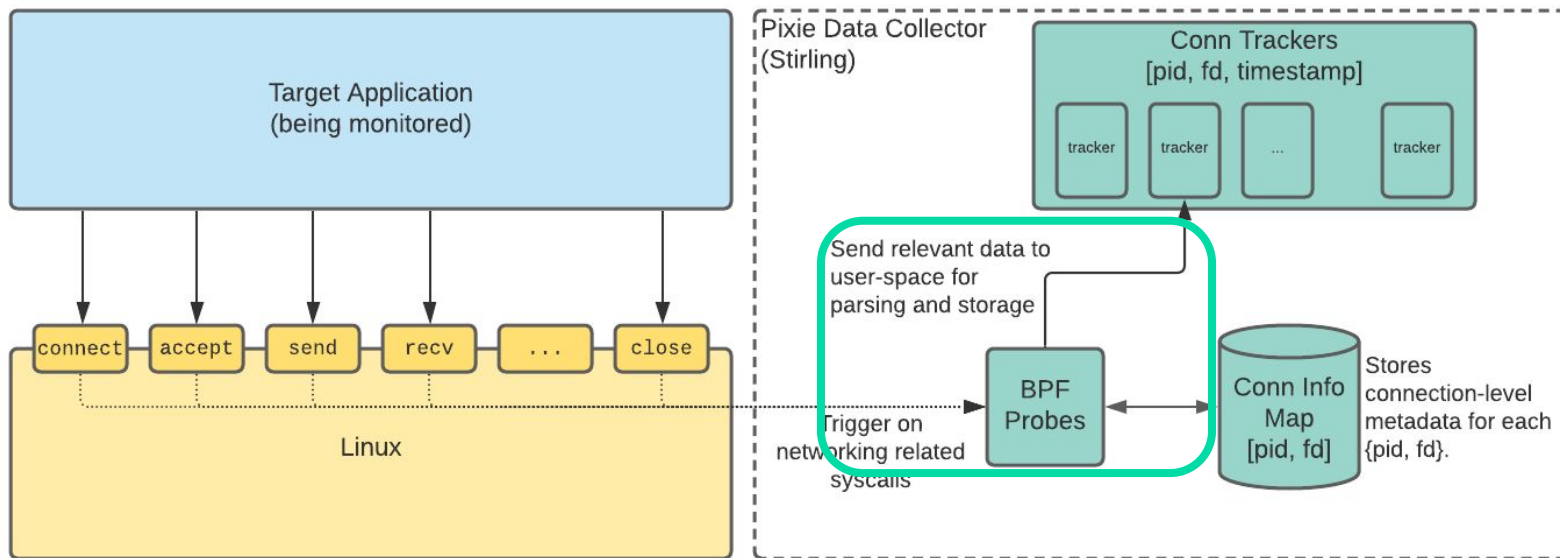 Target Application
(being monitored)
connect
accept
send
recv
...
close
Linux
Pixie Data Collector
(Stirling)
Conn Trackers
[pid, fd, timestamp]
tracker
tracker
...
tracker
Send relevant data to
user-space for
parsing and storage
BPF
Probes
Trigger on
networking related
syscalls
Conn Info
Map
[pid, fd]
Stores
connection-level
metadata for each
{pid, fd}.